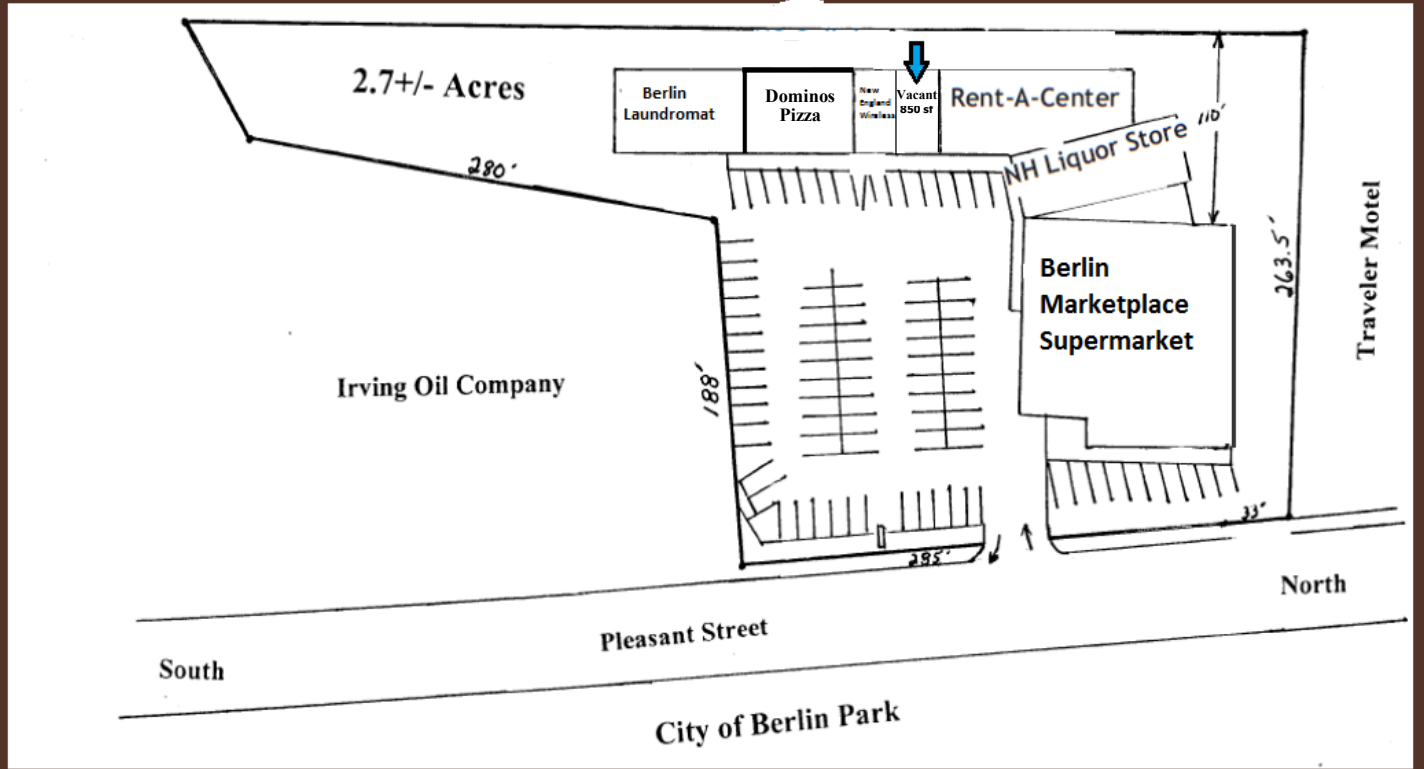 2.7+/- Acres
Berlin
Laundromat
Dominos
Pizza
New
England
Wireless
Vacant
850 sf
Rent-A-Center
NH Liquor Store
110'
280'
188'
263.5'
Traveler Motel
Berlin
Marketplace
Supermarket
Irving Oil Company
33'
295'
North
Pleasant Street
South
City of Berlin Park